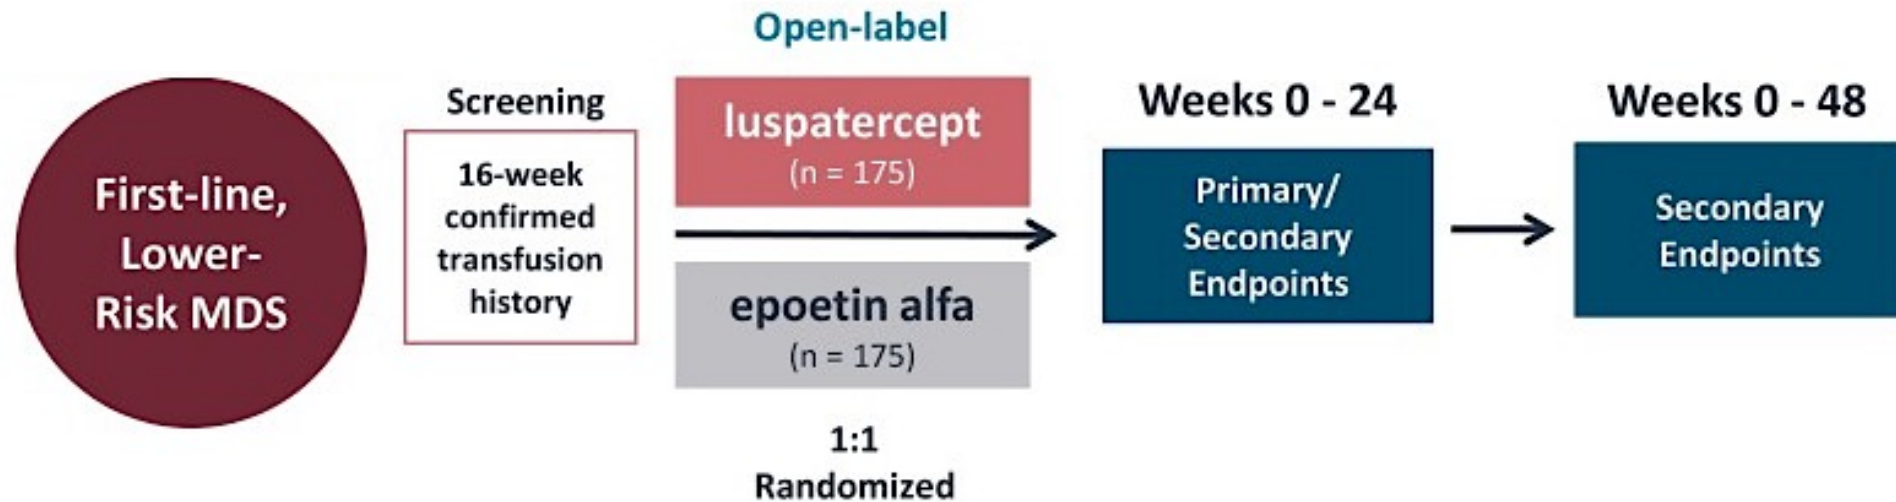 First-line,
Lower-
Risk MDS
Screening
16-week
confirmed
transfusion
history
Open-label
luspatercept
(n = 175)
epoetin alfa
(n = 175)
1:1
Randomized
Weeks 0 - 24
Primary/
Secondary
Endpoints
Weeks 0 - 48
Secondary
Endpoints